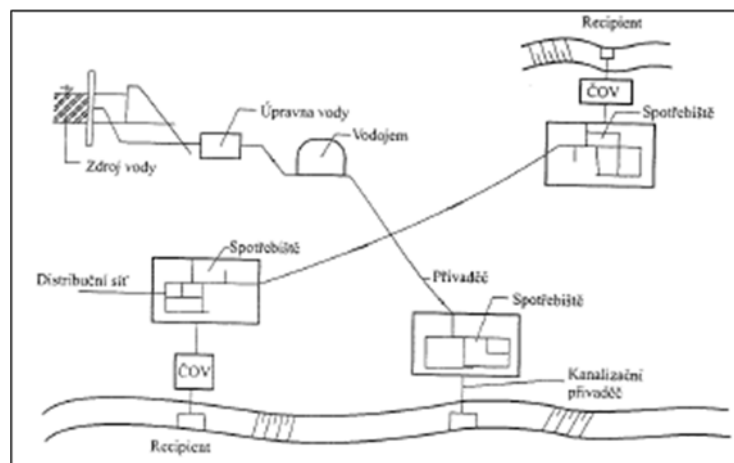 Recipient
ČOV
Spotřebiště
Úpravna vody
Vodojem
Zdroj vody
Spotřebiště
Distribuční síť
Přivaděč
Spotřebiště
ČOV
Kanalizační
přivaděč
Recipient